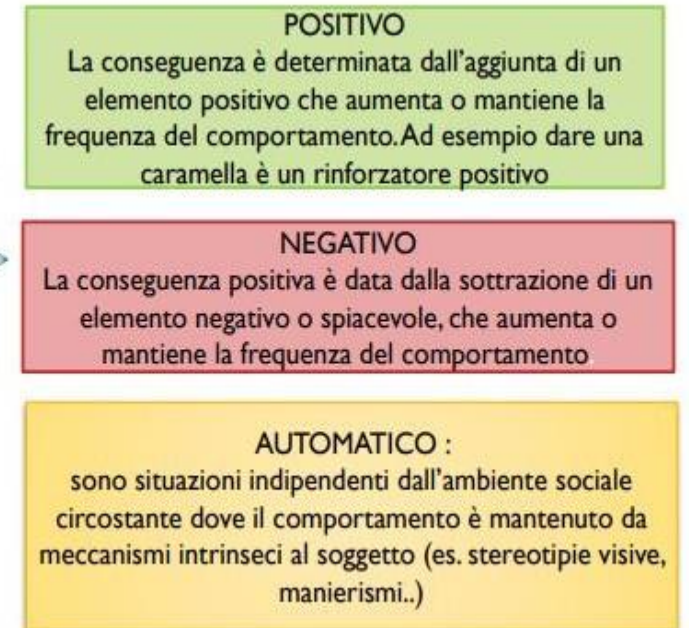 POSITIVO
La conseguenza è determinata dall'aggiunta di un
elemento positivo che aumenta o mantiene la
frequenza del comportamento. Ad esempio dare una
caramella è un rinforzatore positivo
NEGATIVO
La conseguenza positiva è data dalla sottrazione di un
elemento negativo o spiacevole, che aumenta o
mantiene la frequenza del comportamento.
AUTOMATICO :
sono situazioni indipendenti dall'ambiente sociale
circostante dove il comportamento è mantenuto da
meccanismi intrinseci al soggetto (es. stereotipie visive,
manierismi..)